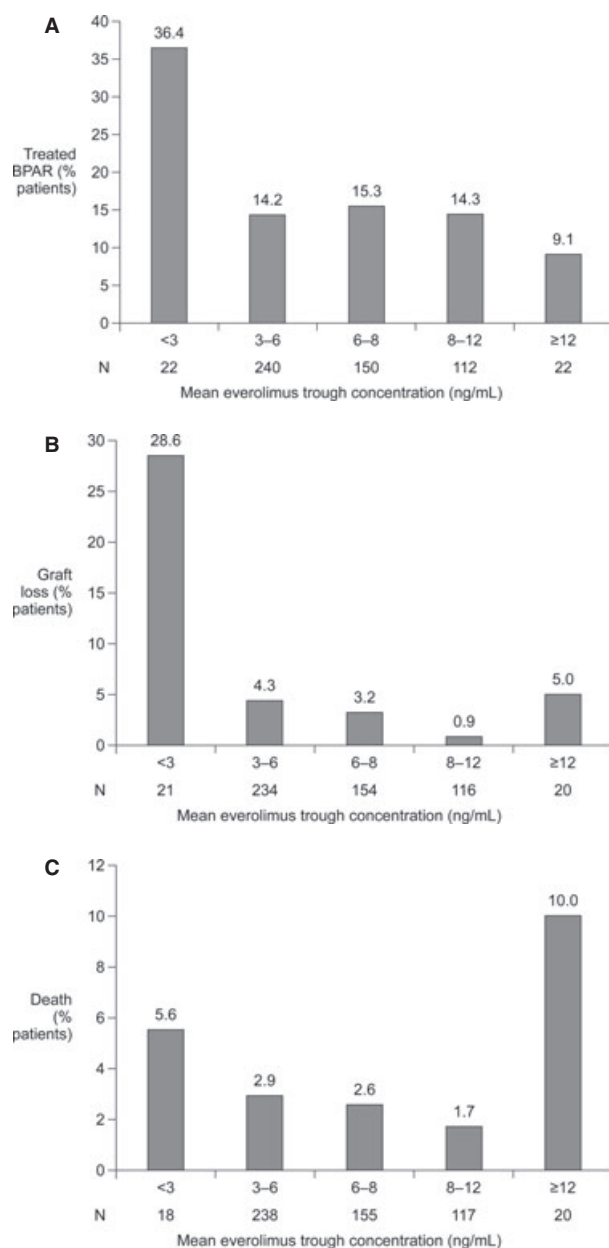 A
40
35
30
25
20
15
10
5
0
Treated
BPAR (%
patients)
36.4
14.2
15.3
14.3
9.1
<3 3–6 6–8 8–12 ≥12
N 22 240 150 112 22
Mean everolimus trough concentration (ng/mL)
B
30
25
20
15
10
5
0
Graft
loss (%
patients)
28.6
4.3
3.2
0.9
5.0
<3 3–6 6–8 8–12 ≥12
N 21 234 154 116 20
Mean everolimus trough concentration (ng/mL)
C
12
10
8
6
4
2
0
Death
(%
patients)
5.6
2.9
2.6
1.7
10.0
<3 3–6 6–8 8–12 ≥12
N 18 238 155 117 20
Mean everolimus trough concentration (ng/mL)